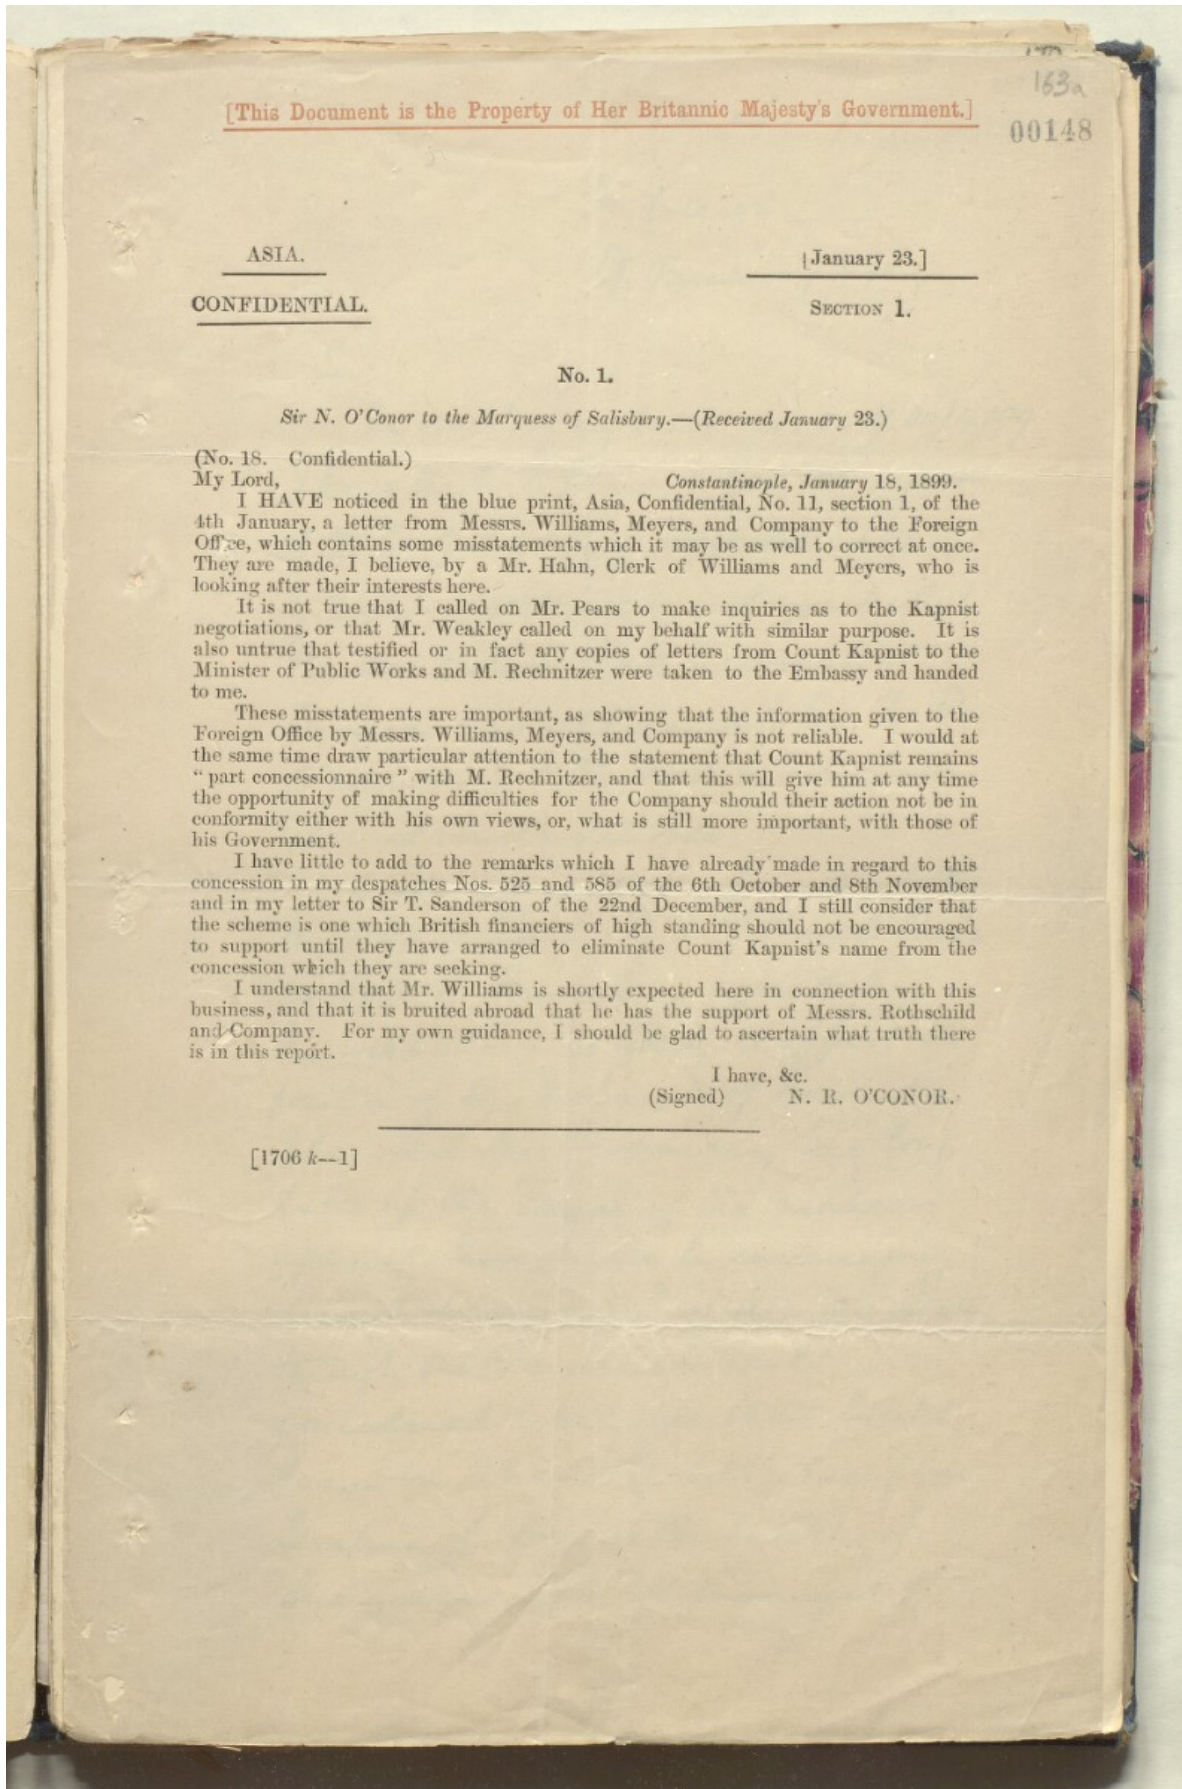 163a
[This Document is the Property of Her Britannic Majesty's Government.]
00148
ASIA.
[January 23.]
CONFIDENTIAL.
SECTION 1.
No. 1.
Sir N. O'Conor to the Marquess of Salisbury.—(Received January 23.)
(No. 18. Confidential.)
My Lord, Constantinople, January 18, 1899.
I HAVE noticed in the blue print, Asia, Confidential, No. 11, section 1, of the
4th January, a letter from Messrs. Williams, Meyers, and Company to the Foreign
Office, which contains some misstatements which it may be as well to correct at once.
They are made, I believe, by a Mr. Hahn, Clerk of Williams and Meyers, who is
looking after their interests here.
It is not true that I called on Mr. Pears to make inquiries as to the Kapnist
negotiations, or that Mr. Weakley called on my behalf with similar purpose. It is
also untrue that testified or in fact any copies of letters from Count Kapnist to the
Minister of Public Works and M. Rechnitzer were taken to the Embassy and handed
to me.
These misstatements are important, as showing that the information given to the
Foreign Office by Messrs. Williams, Meyers, and Company is not reliable. I would at
the same time draw particular attention to the statement that Count Kapnist remains
" part concessionnaire " with M. Rechnitzer, and that this will give him at any time
the opportunity of making difficulties for the Company should their action not be in
conformity either with his own views, or, what is still more important, with those of
his Government.
I have little to add to the remarks which I have already made in regard to this
concession in my despatches Nos. 525 and 585 of the 6th October and 8th November
and in my letter to Sir T. Sanderson of the 22nd December, and I still consider that
the scheme is one which British financiers of high standing should not be encouraged
to support until they have arranged to eliminate Count Kapnist's name from the
concession which they are seeking.
I understand that Mr. Williams is shortly expected here in connection with this
business, and that it is bruited abroad that he has the support of Messrs. Rothschild
and Company. For my own guidance, I should be glad to ascertain what truth there
is in this report.
I have, &c.
(Signed) N. R. O'CONOR.
[1706 k—1]